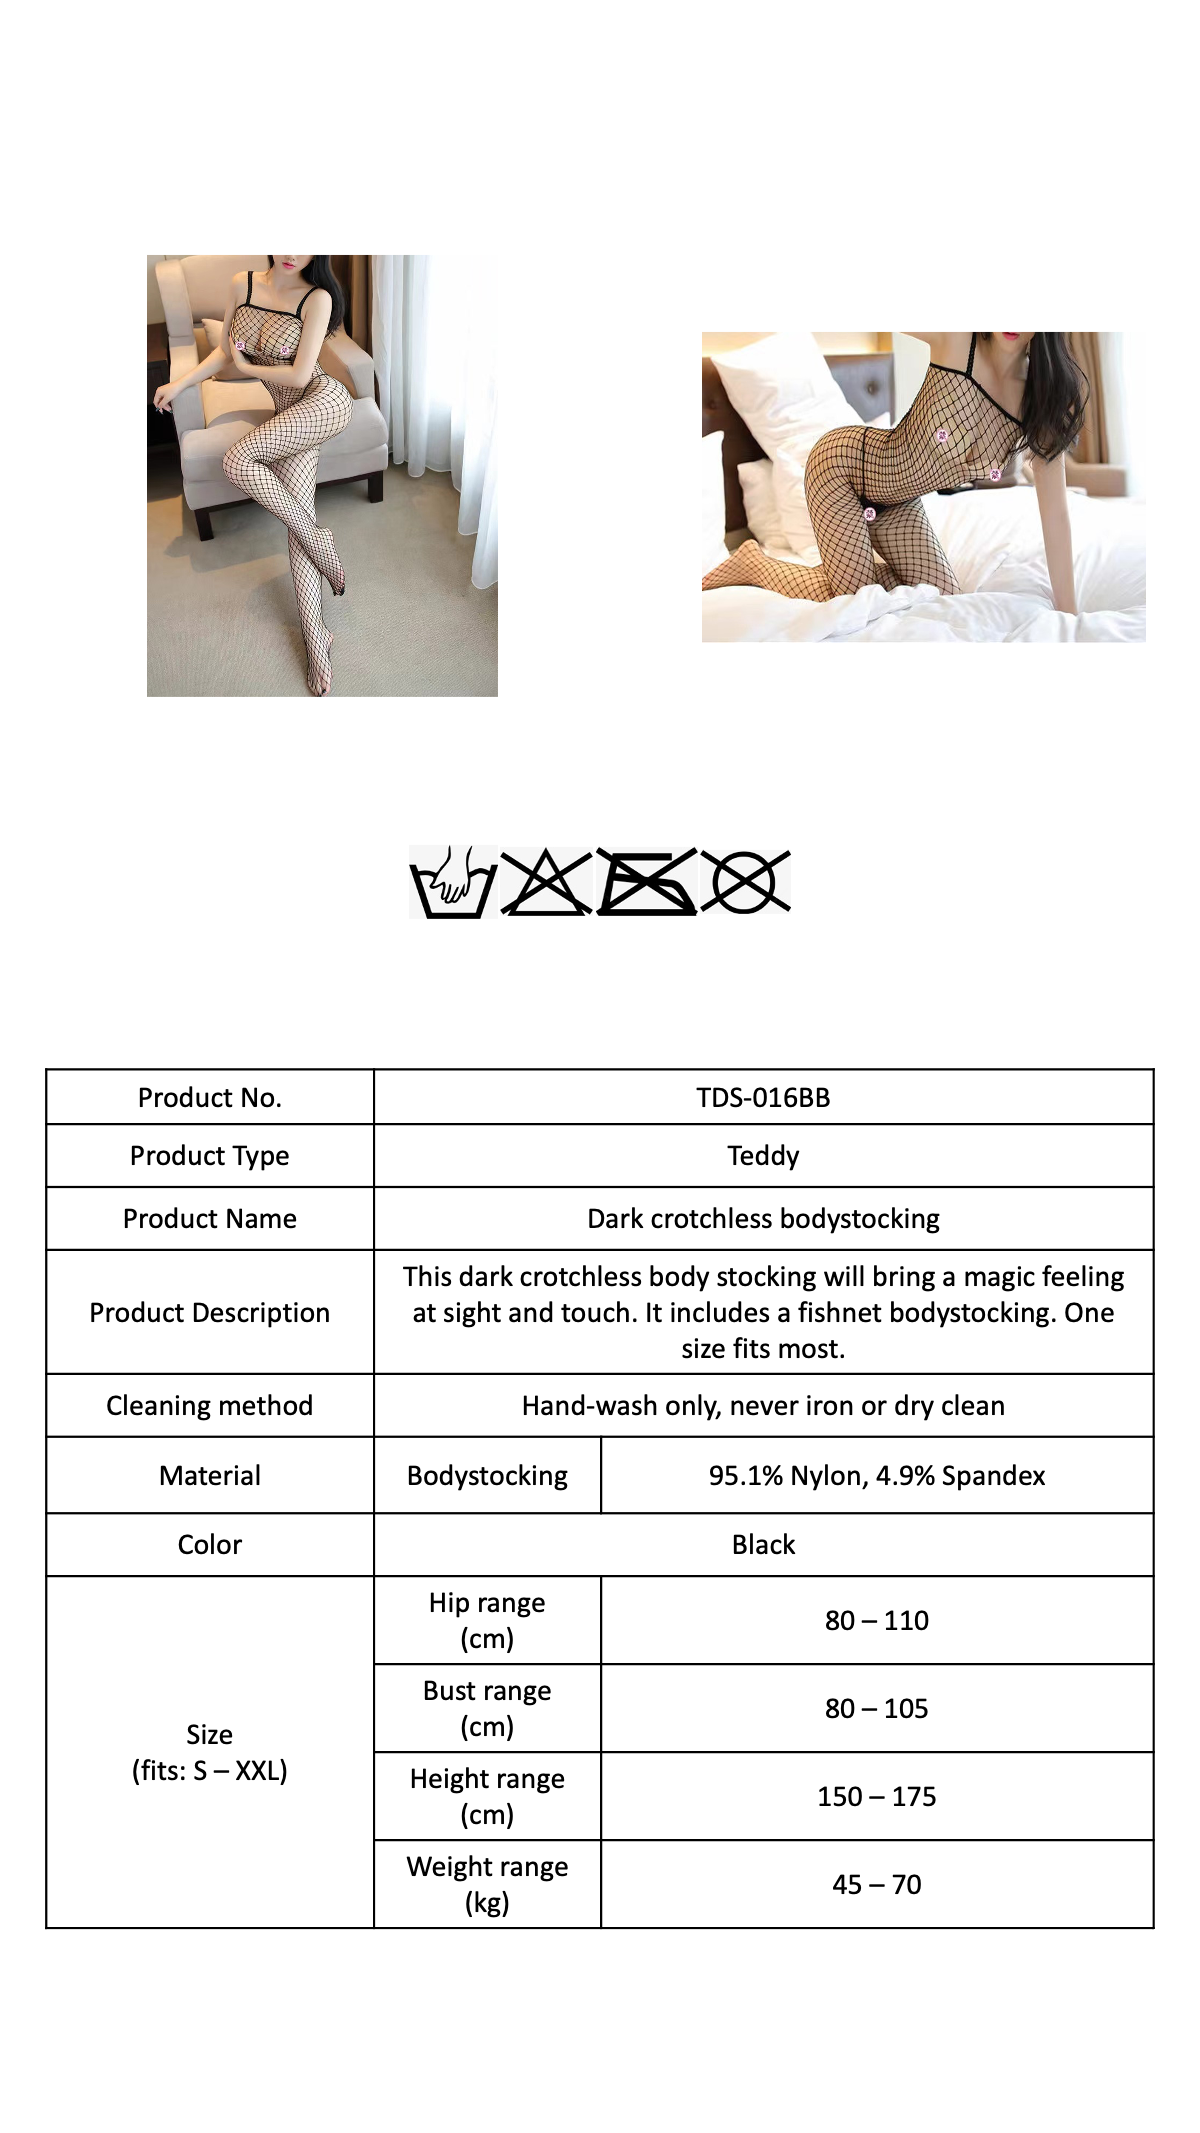 Product No.
TDS-016BB
Product Type
Teddy
Product Name
Dark crotchless bodystocking
Product Description
This dark crotchless body stocking will bring a magic feeling
at sight and touch. It includes a fishnet bodystocking. One
size fits most.
Cleaning method
Hand-wash only, never iron or dry clean
Material
Bodystocking
95.1% Nylon, 4.9% Spandex
Color
Black
Size
(fits: S – XXL)
Hip range
(cm)
80 – 110
Bust range
(cm)
80 – 105
Height range
(cm)
150 – 175
Weight range
(kg)
45 – 70